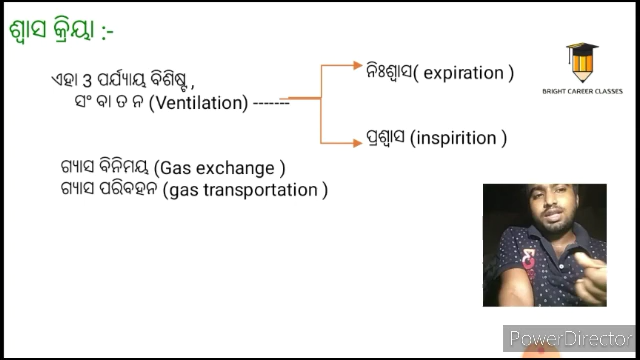 ଶ୍ୱାସ କ୍ରିୟା :-
ଏହା 3 ପର୍ଯ୍ୟାୟ ବିଶିଷ୍ଟ ,
ସଂ ବା ତ ନ (Ventilation) -------
ନିଃଶ୍ୱାସ( expiration )
ପ୍ରଶ୍ୱାସ (inspirition )
ଗ୍ୟାସ ବିନିମୟ (Gas exchange )
ଗ୍ୟାସ ପରିବହନ (gas transportation )
BRIGHT CAREER CLASSES
PowerDirector